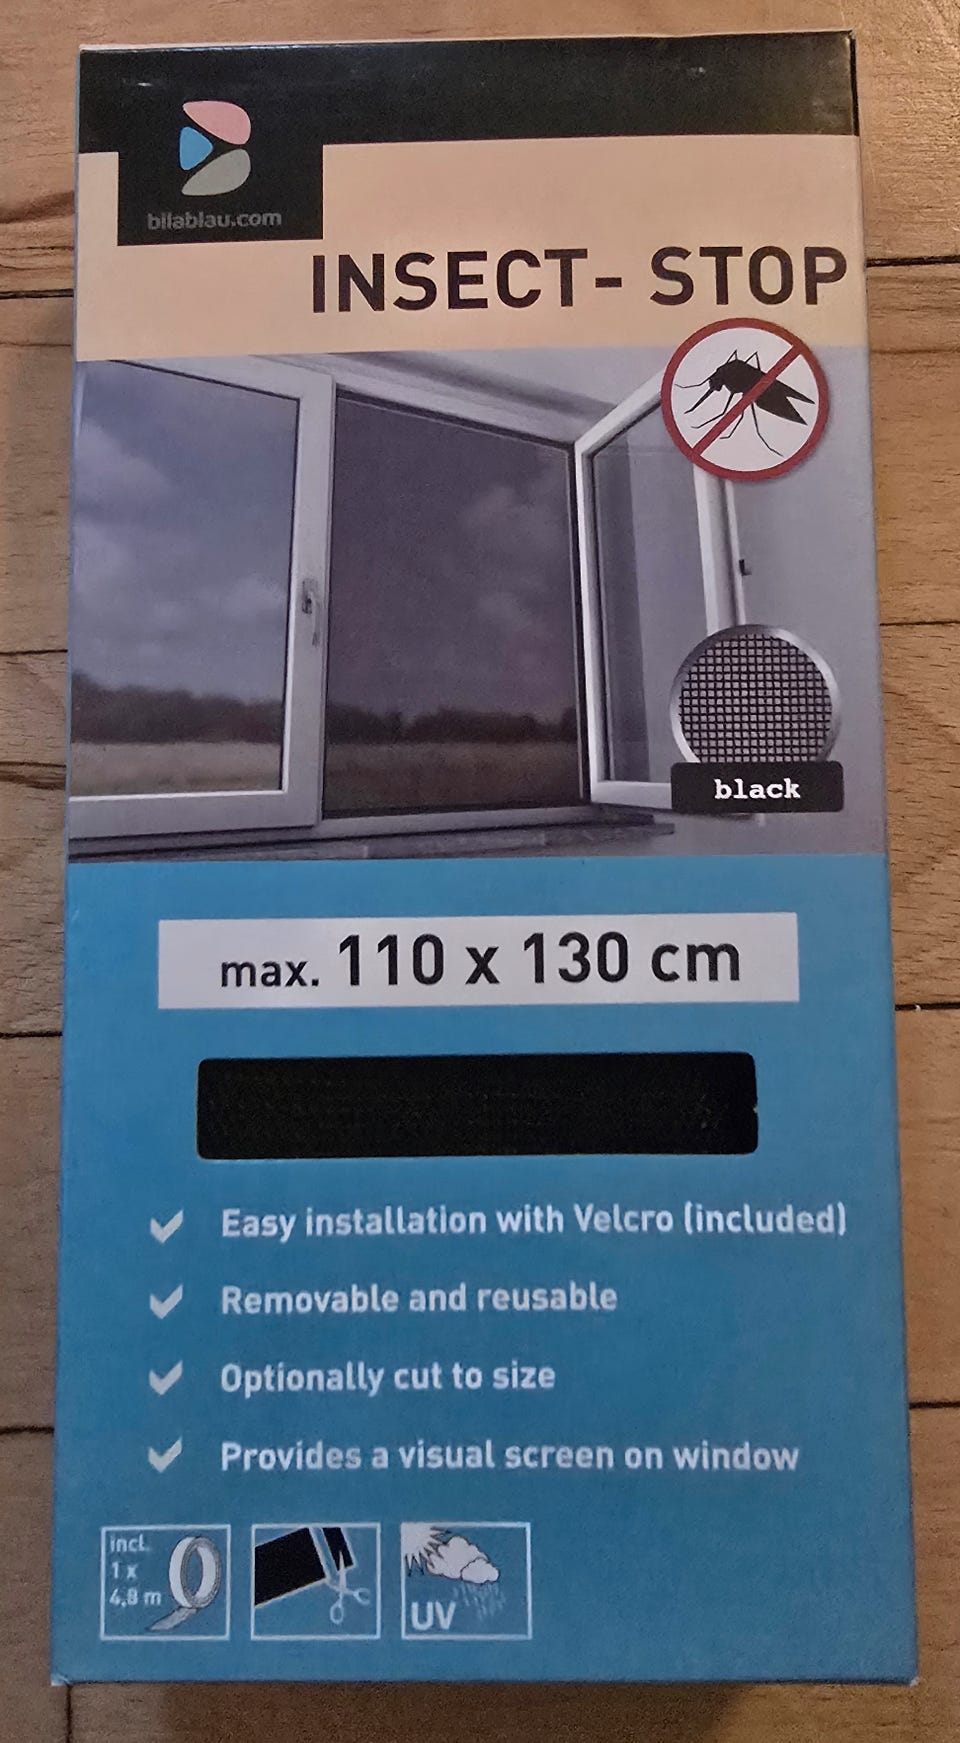 bilablau.com
INSECT- STOP
black
max. 110 x 130 cm
Easy installation with Velcro (included)
Removable and reusable
Optionally cut to size
Provides a visual screen on window
incl.
1 x
4,8 m
UV